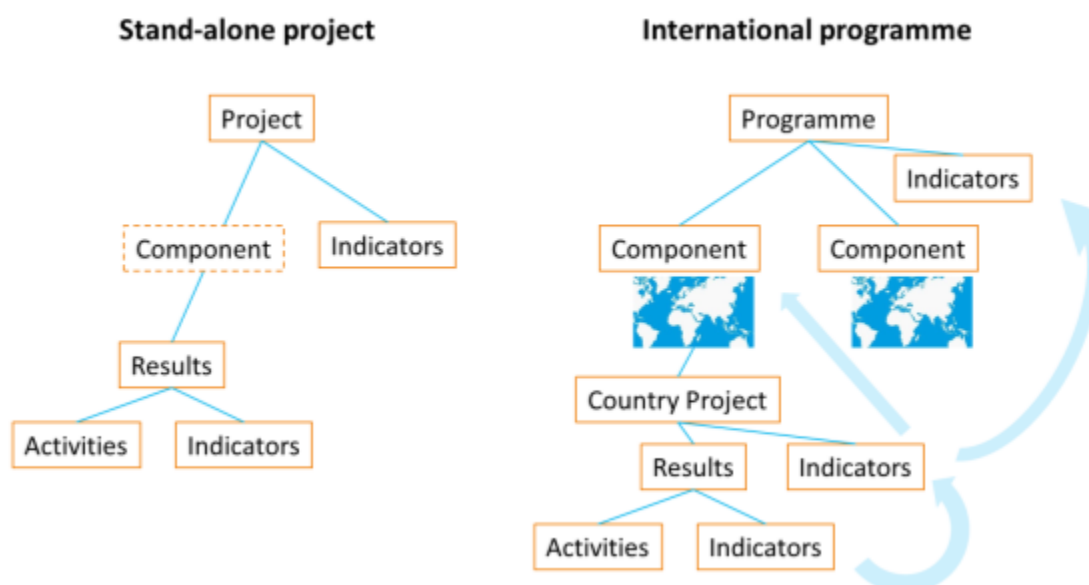 Stand-alone project
International programme
Project
Programme
Indicators
Component
Indicators
Component
Component
Results
Country Project
Activities
Indicators
Results
Indicators
Activities
Indicators